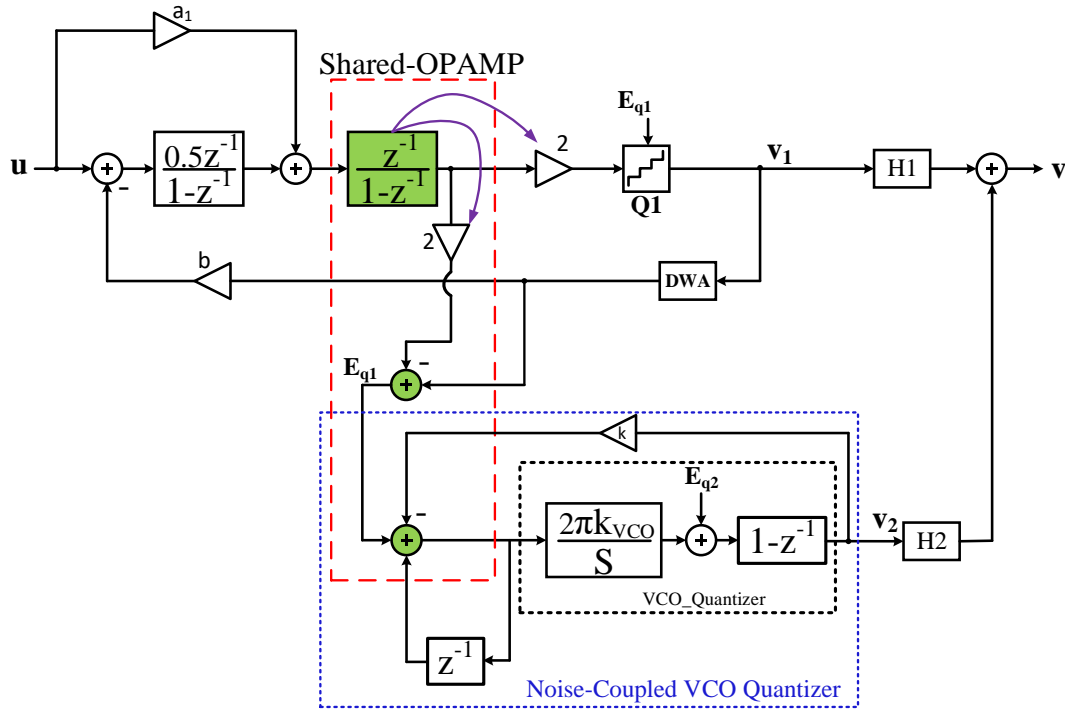 a1
Shared-OPAMP
Eq1
2
v1
u
+
-
0.5z-1
1-z-1
+
z-1
1-z-1
Q1
H1
+
v
2
b
DWA
Eq1
-
+
k
-
+
Eq2
2πkVCO
S
+
1-z-1
v2
H2
VCO_Quantizer
z-1
Noise-Coupled VCO Quantizer